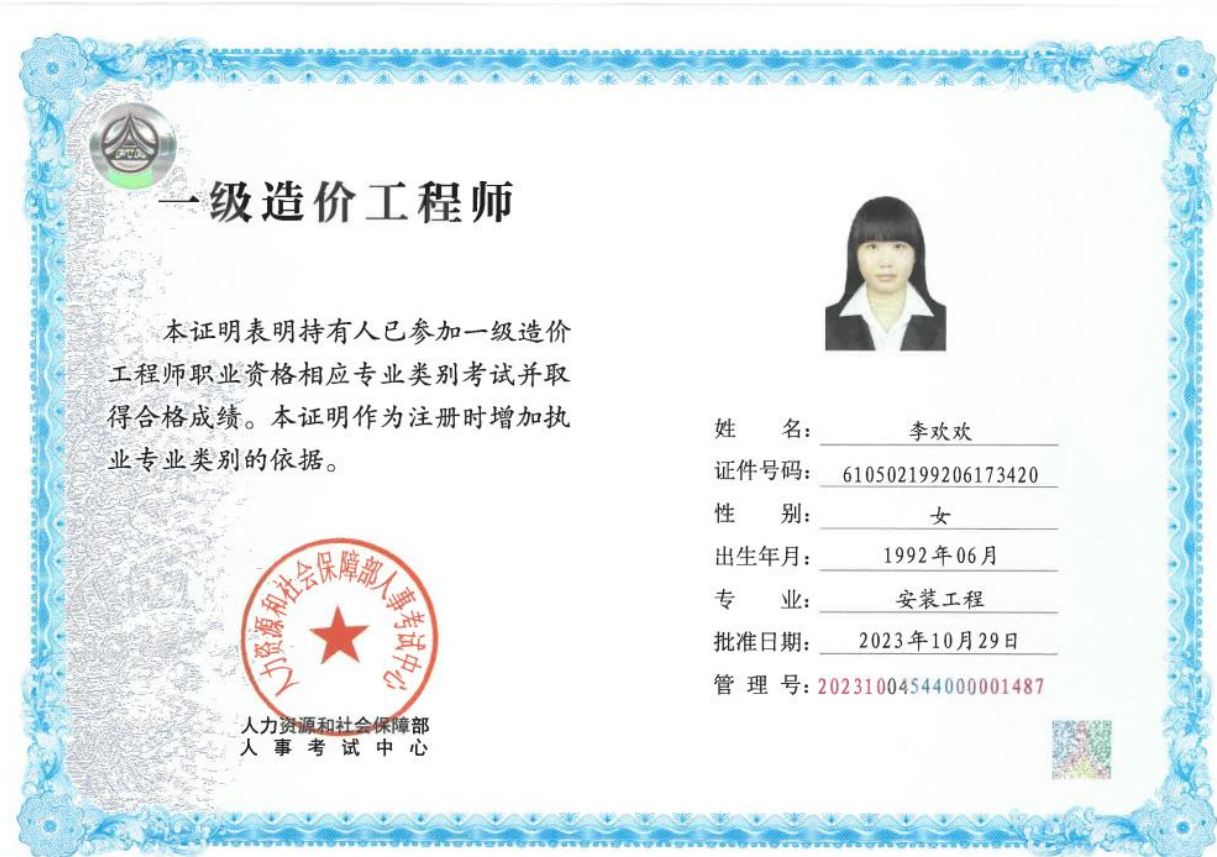 一级造价工程师
本证明表明持有人已参加一级造价
工程师职业资格相应专业类别考试并取
得合格成绩。本证明作为注册时增加执
业专业类别的依据。
人力资源和社会保障部人事考试中心
人力资源和社会保障部
人事考试中心
姓名：李欢欢
证件号码：610502199206173420
性别：女
出生年月：1992年06月
专业：安装工程
批准日期：2023年10月29日
管理号：20231004544000001487